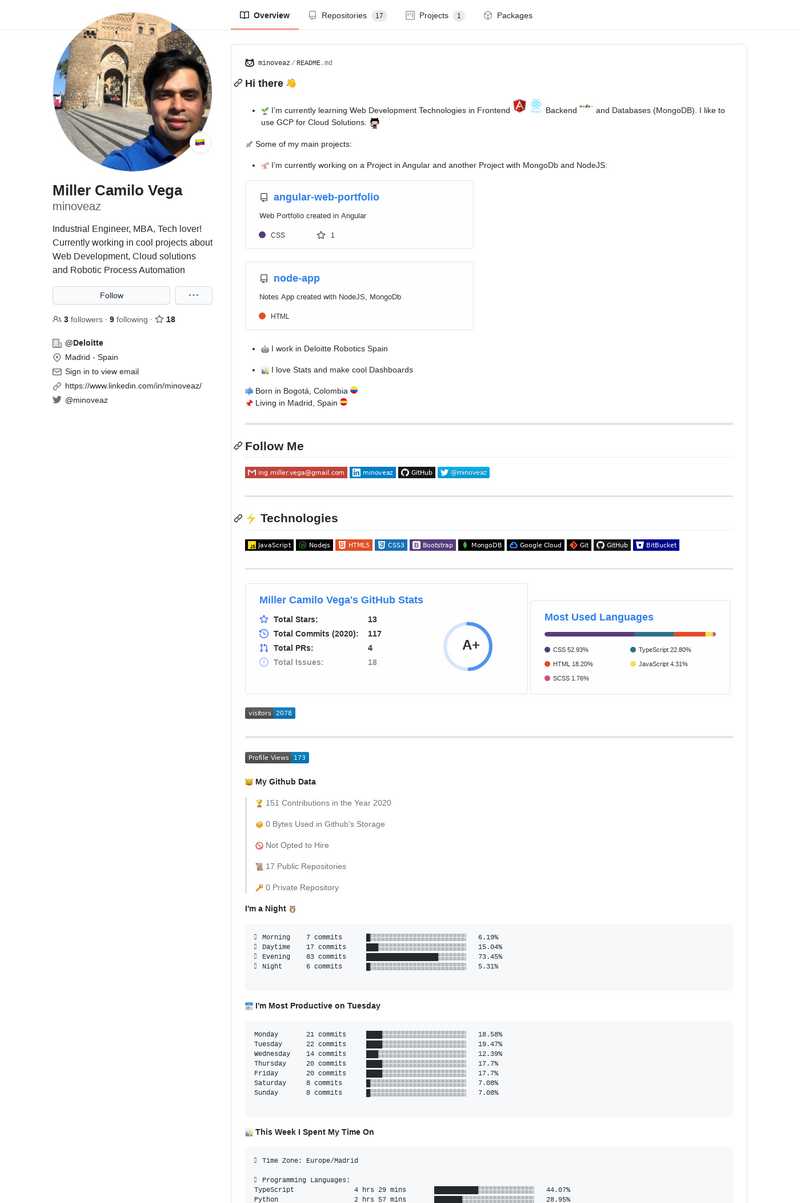 Overview
Repositories 17
Projects 1
Packages
Miller Camilo Vega
minoveaz
Industrial Engineer, MBA, Tech lover!
Currently working in cool projects about
Web Development, Cloud solutions
and Robotic Process Automation
Follow
...
3 followers · 9 following · 18
@Deloitte
Madrid - Spain
Sign in to view email
https://www.linkedin.com/in/minoveaz/
@minoveaz
minoveaz/README.md
Hi there 👋
I'm currently learning Web Development Technologies in Frontend Backend and Databases (MongoDB). I like to
use GCP for Cloud Solutions.
Some of my main projects:
I'm currently working on a Project in Angular and another Project with MongoDb and NodeJS:
angular-web-portfolio
Web Portfolio created in Angular
CSS 1
node-app
Notes App created with NodeJS, MongoDb
HTML
I work in Deloitte Robotics Spain
I love Stats and make cool Dashboards
Born in Bogotá, Colombia
Living in Madrid, Spain
Follow Me
ing.miller.vega@gmail.com minoveaz GitHub @minoveaz
⚡ Technologies
JavaScript Nodejs HTML5 CSS3 Bootstrap MongoDB Google Cloud Git GitHub BitBucket
Miller Camilo Vega's GitHub Stats
Total Stars: 13
Total Commits (2020): 117
Total PRs: 4
Total Issues: 18
A+
Most Used Languages
CSS 52.93% TypeScript 22.80%
HTML 18.20% JavaScript 4.31%
SCSS 1.76%
visitors 2078
Profile Views 173
My Github Data
151 Contributions in the Year 2020
0 Bytes Used in Github's Storage
Not Opted to Hire
17 Public Repositories
0 Private Repository
I'm a Night
Morning 7 commits 6.19%
Daytime 17 commits 15.04%
Evening 83 commits 73.45%
Night 6 commits 5.31%
I'm Most Productive on Tuesday
Monday 21 commits 18.58%
Tuesday 22 commits 19.47%
Wednesday 14 commits 12.39%
Thursday 20 commits 17.7%
Friday 20 commits 17.7%
Saturday 8 commits 7.08%
Sunday 8 commits 7.08%
This Week I Spent My Time On
Time Zone: Europe/Madrid
Programming Languages:
TypeScript 4 hrs 29 mins 44.07%
Python 2 hrs 57 mins 28.95%